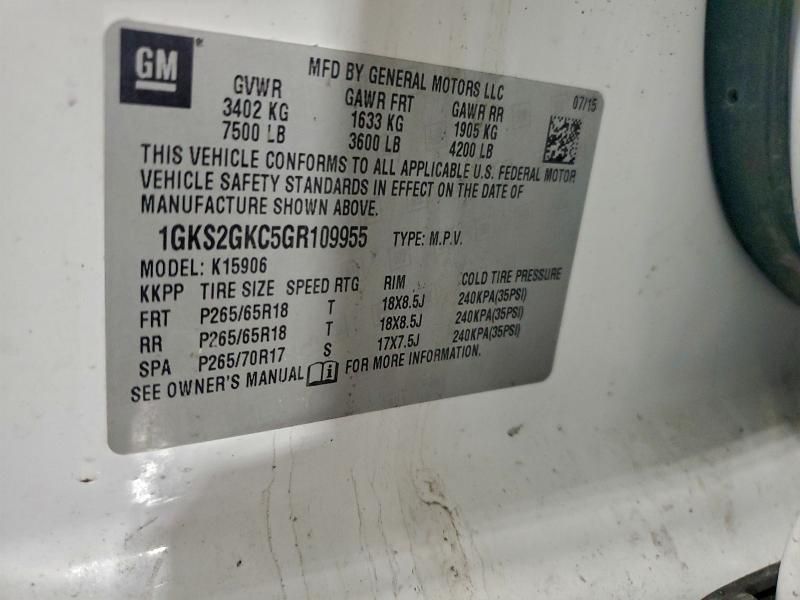 GM
MFD BY GENERAL MOTORS LLC
07/15
GVWR GAWR FRT GAWR RR
3402 KG 1633 KG 1905 KG
7500 LB 3600 LB 4200 LB
THIS VEHICLE CONFORMS TO ALL APPLICABLE U.S. FEDERAL MOTOR
VEHICLE SAFETY STANDARDS IN EFFECT ON THE DATE OF
MANUFACTURE SHOWN ABOVE.
1GKS2GKC5GR109955 TYPE: M.P.V.
MODEL: K15906
KKPP TIRE SIZE SPEED RTG RIM COLD TIRE PRESSURE
FRT P265/65R18 T 18X8.5J 240KPA(35PSI)
RR P265/65R18 T 18X8.5J 240KPA(35PSI)
SPA P265/70R17 S 17X7.5J 240KPA(35PSI)
SEE OWNER'S MANUAL FOR MORE INFORMATION.